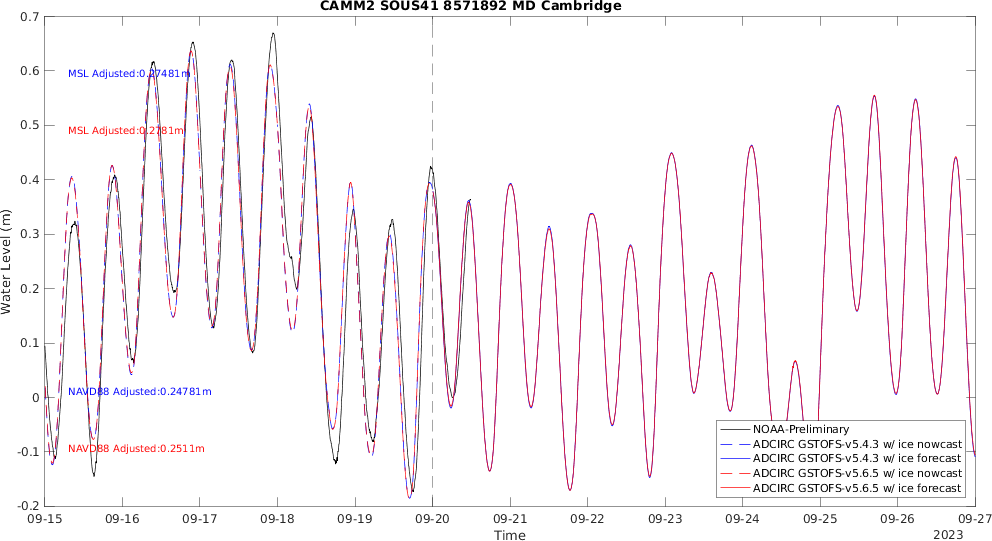 CAMM2 SOUS41 8571892 MD Cambridge
Water Level (m)
0.7
0.6
0.5
0.4
0.3
0.2
0.1
0
-0.1
-0.2
MSL Adjusted:0.27481m
MSL Adjusted:0.2781m
NAVD88 Adjusted:0.24781m
NAVD88 Adjusted:0.2511m
NOAA-Preliminary
ADCIRC GSTOFS-v5.4.3 w/ ice nowcast
ADCIRC GSTOFS-v5.4.3 w/ ice forecast
ADCIRC GSTOFS-v5.6.5 w/ ice nowcast
ADCIRC GSTOFS-v5.6.5 w/ ice forecast
09-15 09-16 09-17 09-18 09-19 09-20 09-21 09-22 09-23 09-24 09-25 09-26 09-27
Time
2023